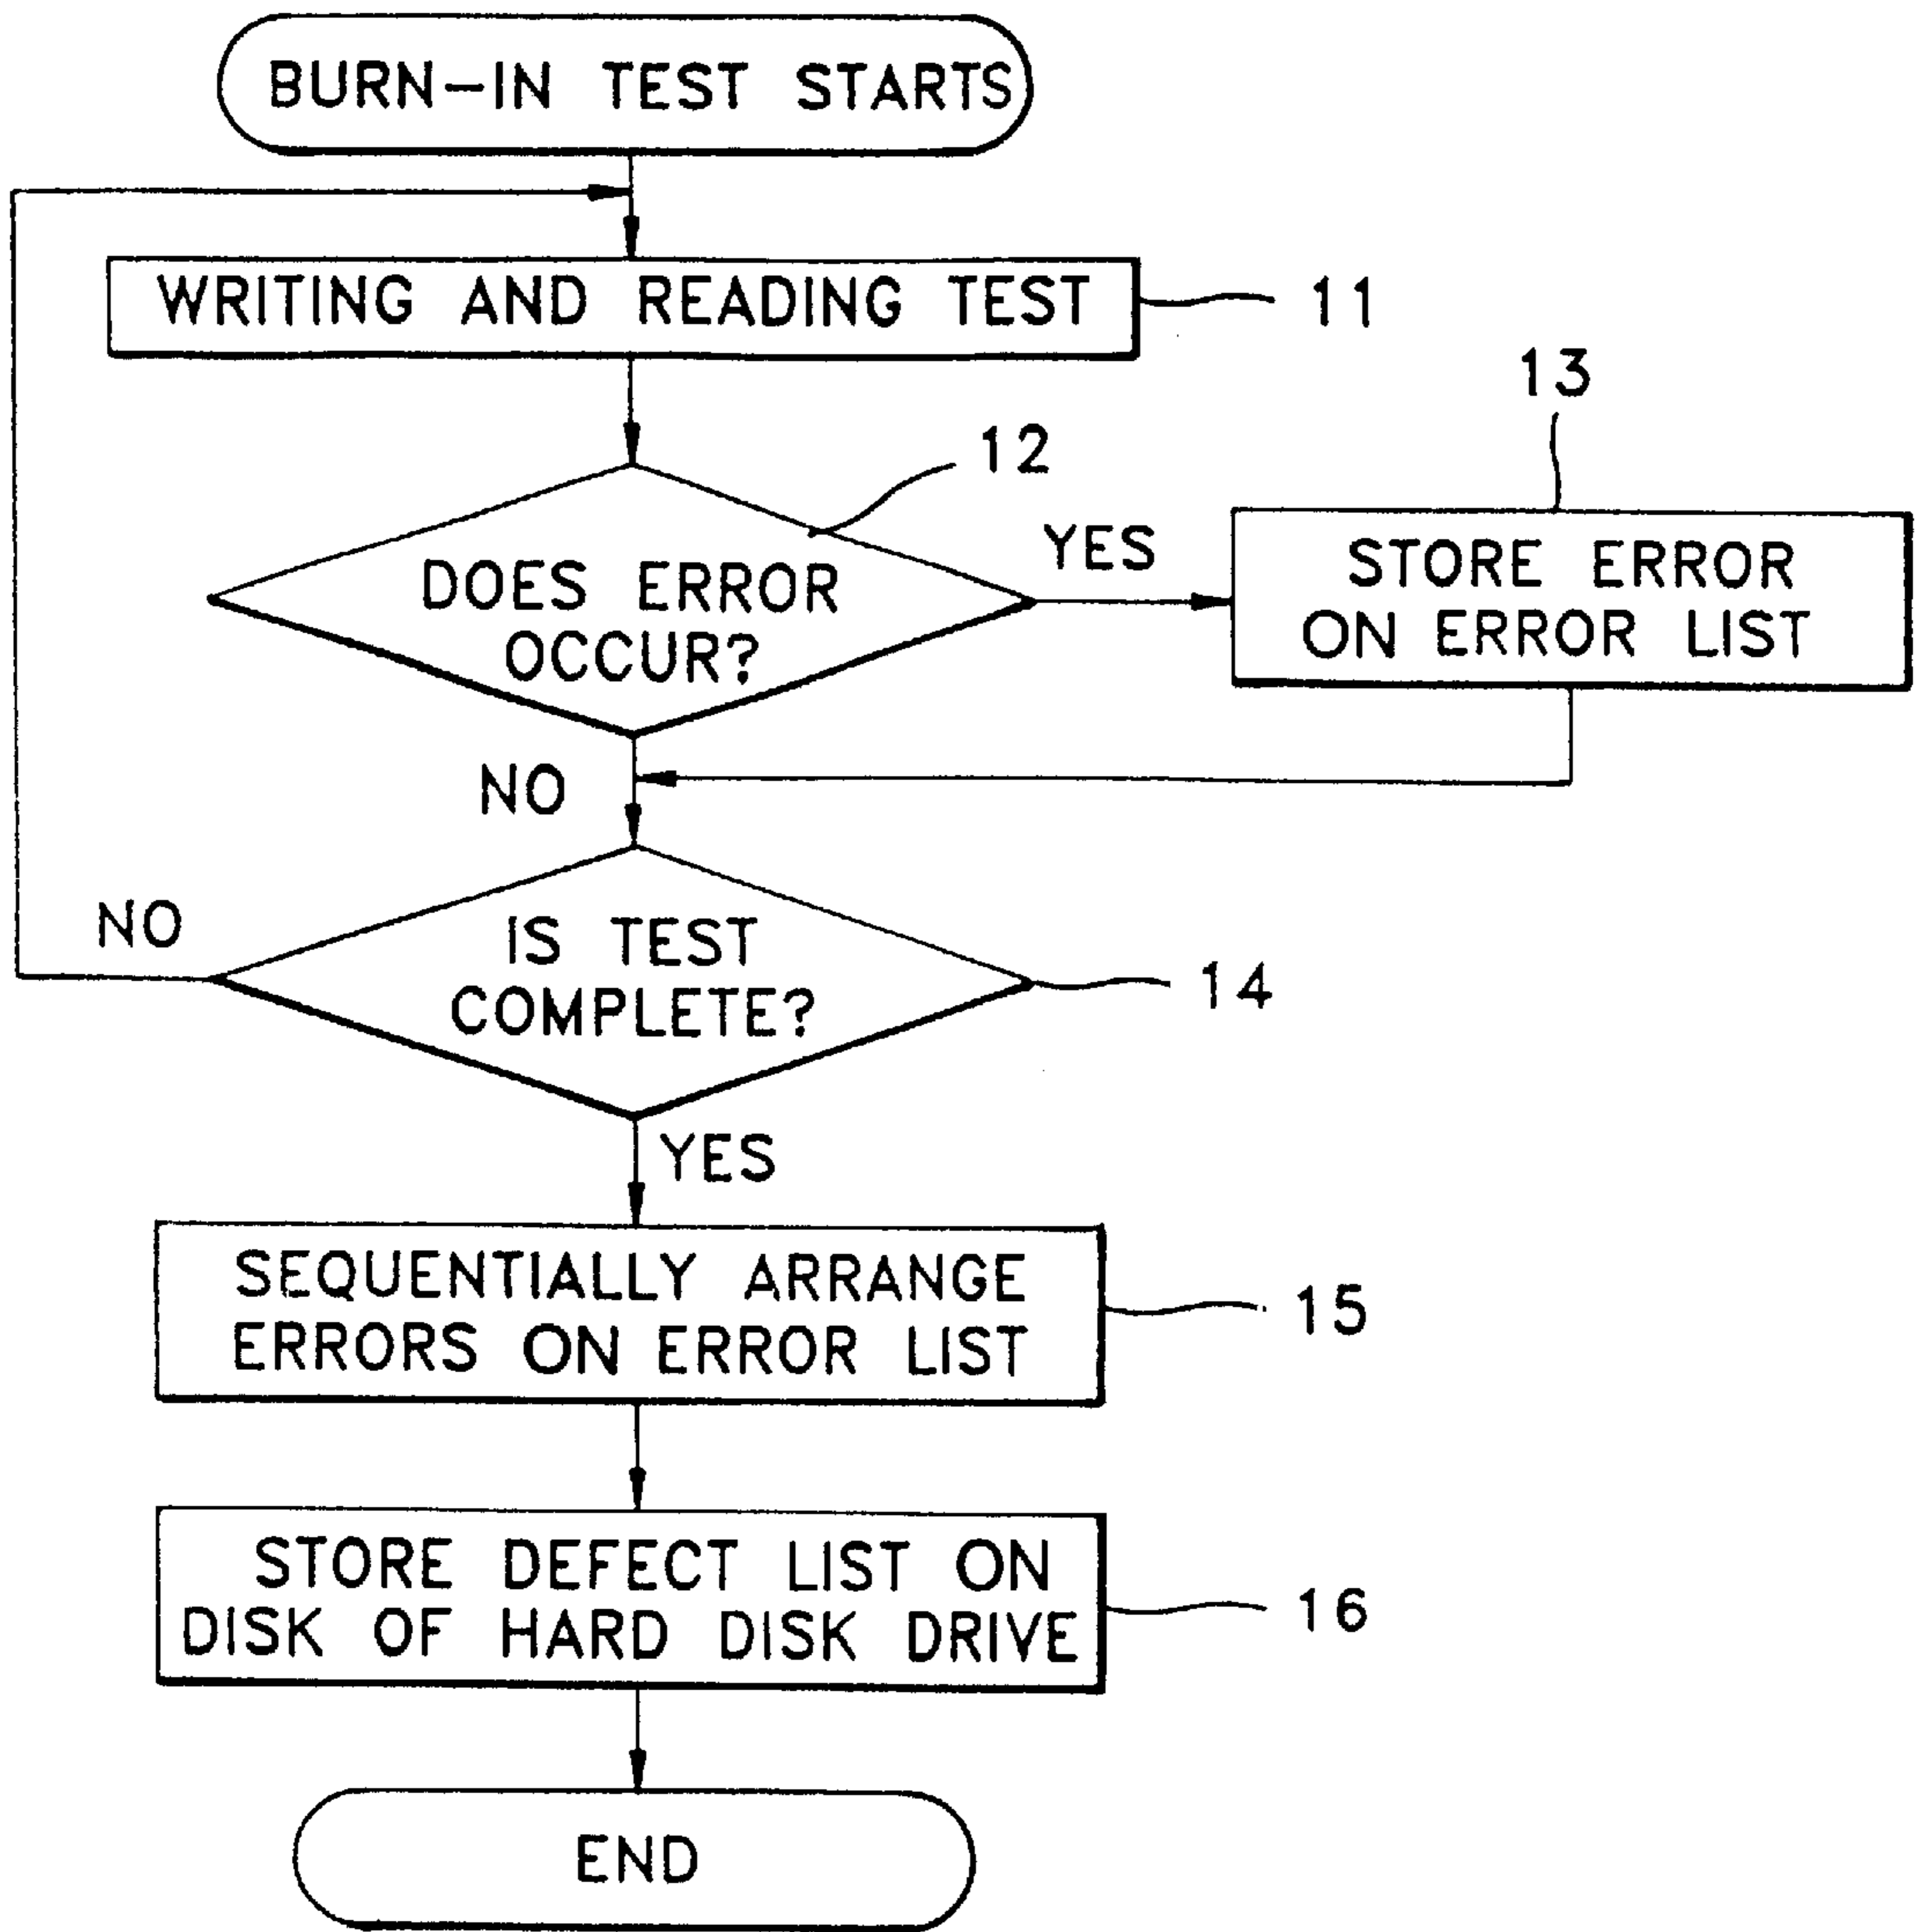 BURN-IN TEST STARTS
WRITING AND READING TEST
11
13
12
DOES ERROR
OCCUR?
YES
STORE ERROR
ON ERROR LIST
NO
NO
IS TEST
COMPLETE?
14
YES
SEQUENTIALLY ARRANGE
ERRORS ON ERROR LIST
15
STORE DEFECT LIST ON
DISK OF HARD DISK DRIVE
16
END